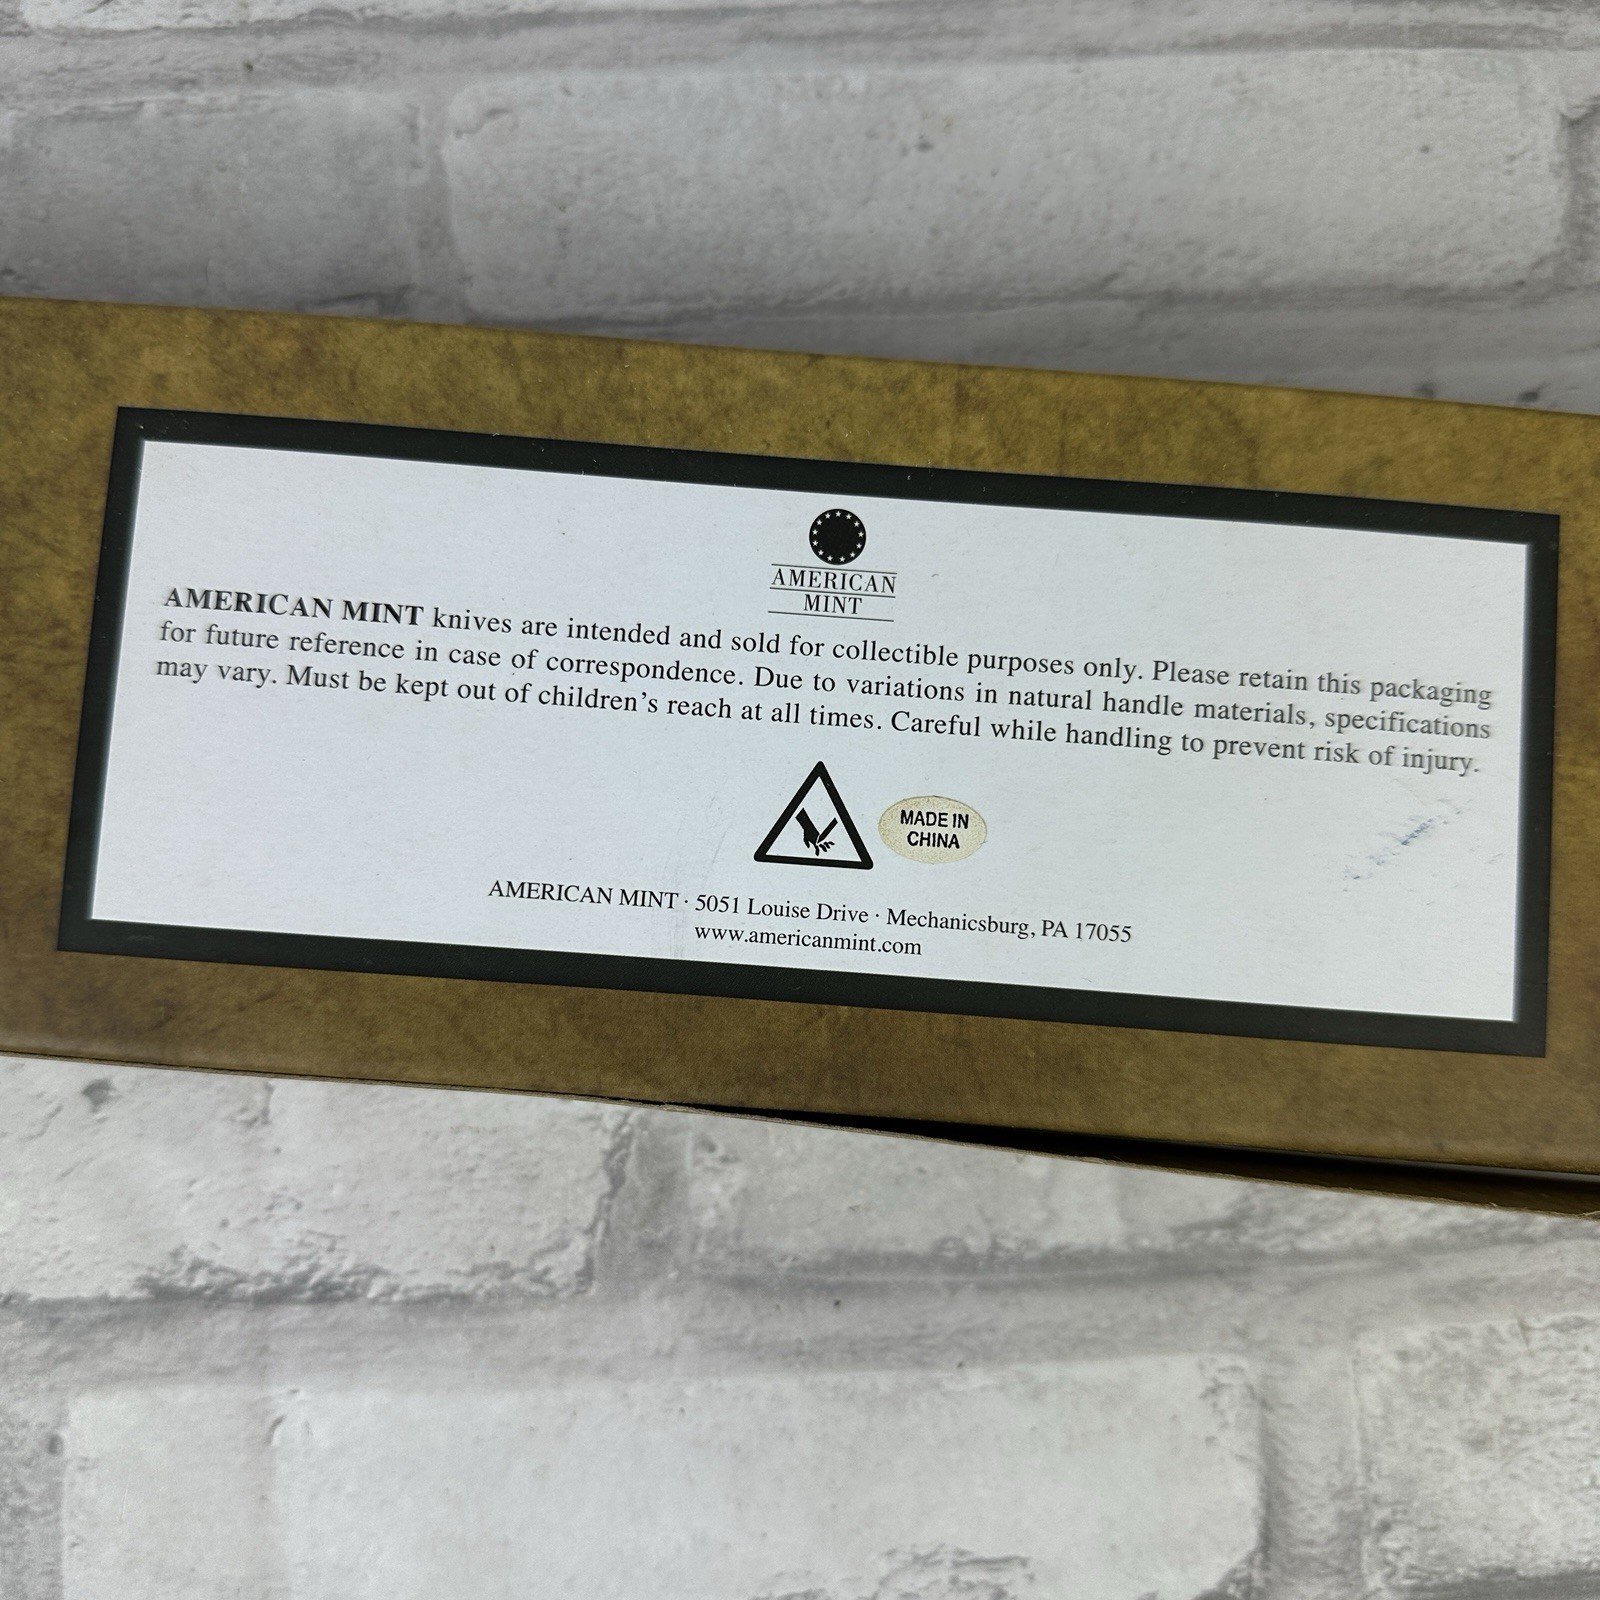 AMERICAN
MINT
AMERICAN MINT knives are intended and sold for collectible purposes only. Please retain this packaging
for future reference in case of correspondence. Due to variations in natural handle materials, specifications
may vary. Must be kept out of children's reach at all times. Careful while handling to prevent risk of injury.
MADE IN
CHINA
AMERICAN MINT · 5051 Louise Drive · Mechanicsburg, PA 17055
www.americanmint.com